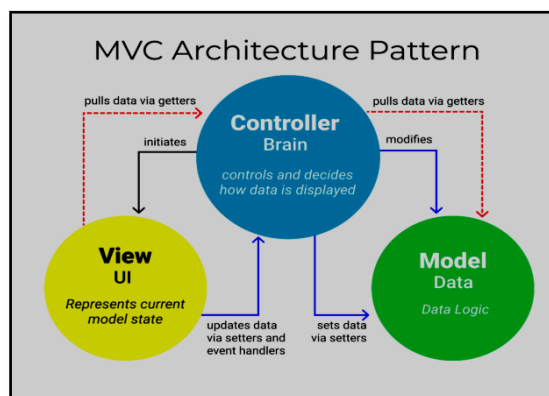 MVC Architecture Pattern
pulls data via getters
pulls data via getters
Controller
Brain
initiates
modifies
controls and decides
how data is displayed
View
UI
Represents current
model state
Model
Data
Data Logic
updates data
via setters and
event handlers
sets data
via setters